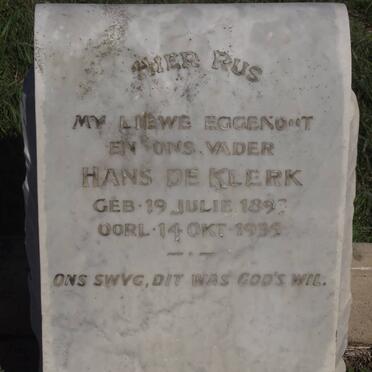 HIER RUS
MY LIEWE EGGENOOT
EN ONS VADER
HANS DE KLERK
GEB. 19 JULIE
OORL. 14 OKT.
ONS SWYG, DIT WAS GOD'S WIL.